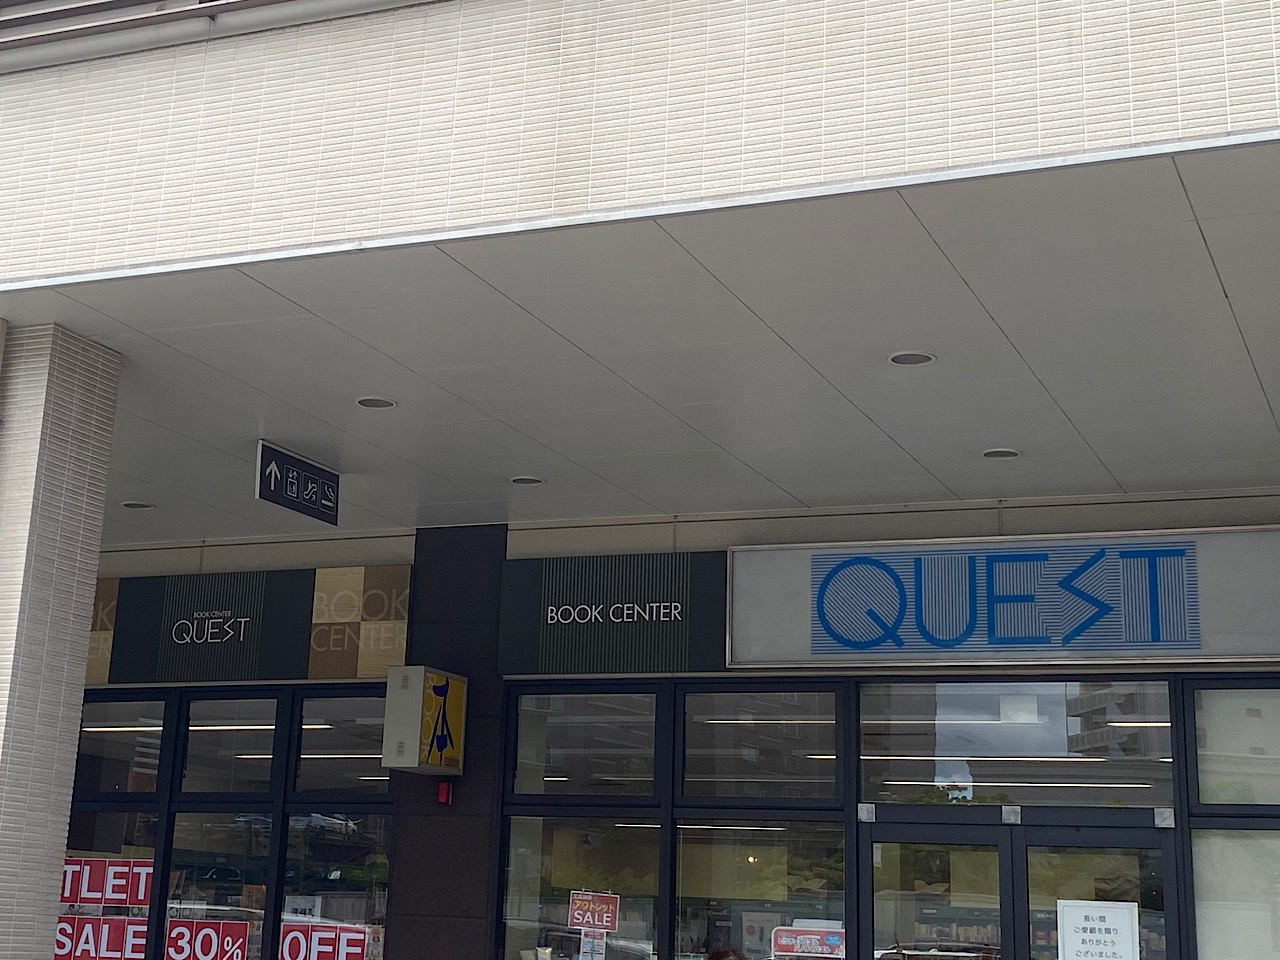 BOOK CENTER
QUEST
BOOK
CENTER
BOOK CENTER
QUEST
BOOK
本
QUEST
TLET
SALE 30% OFF
アウトレット
SALE
長い間
ご愛顧を賜り、
ありがとう
ございました。